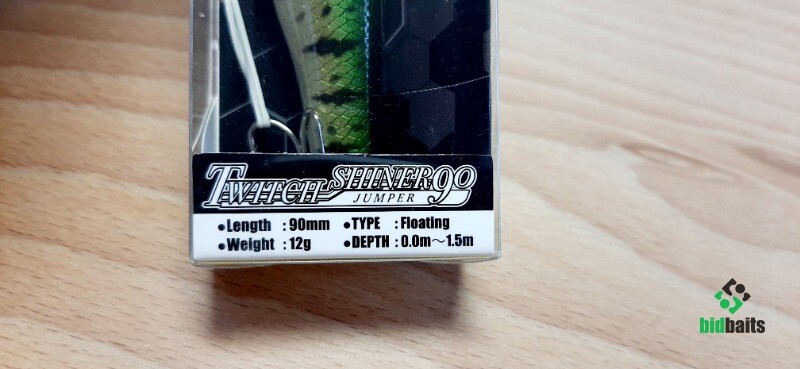 TWITCH SHINER 90
JUMPER
●Length : 90mm ●TYPE : Floating
●Weight : 12g ●DEPTH : 0.0m～1.5m
bidbaits